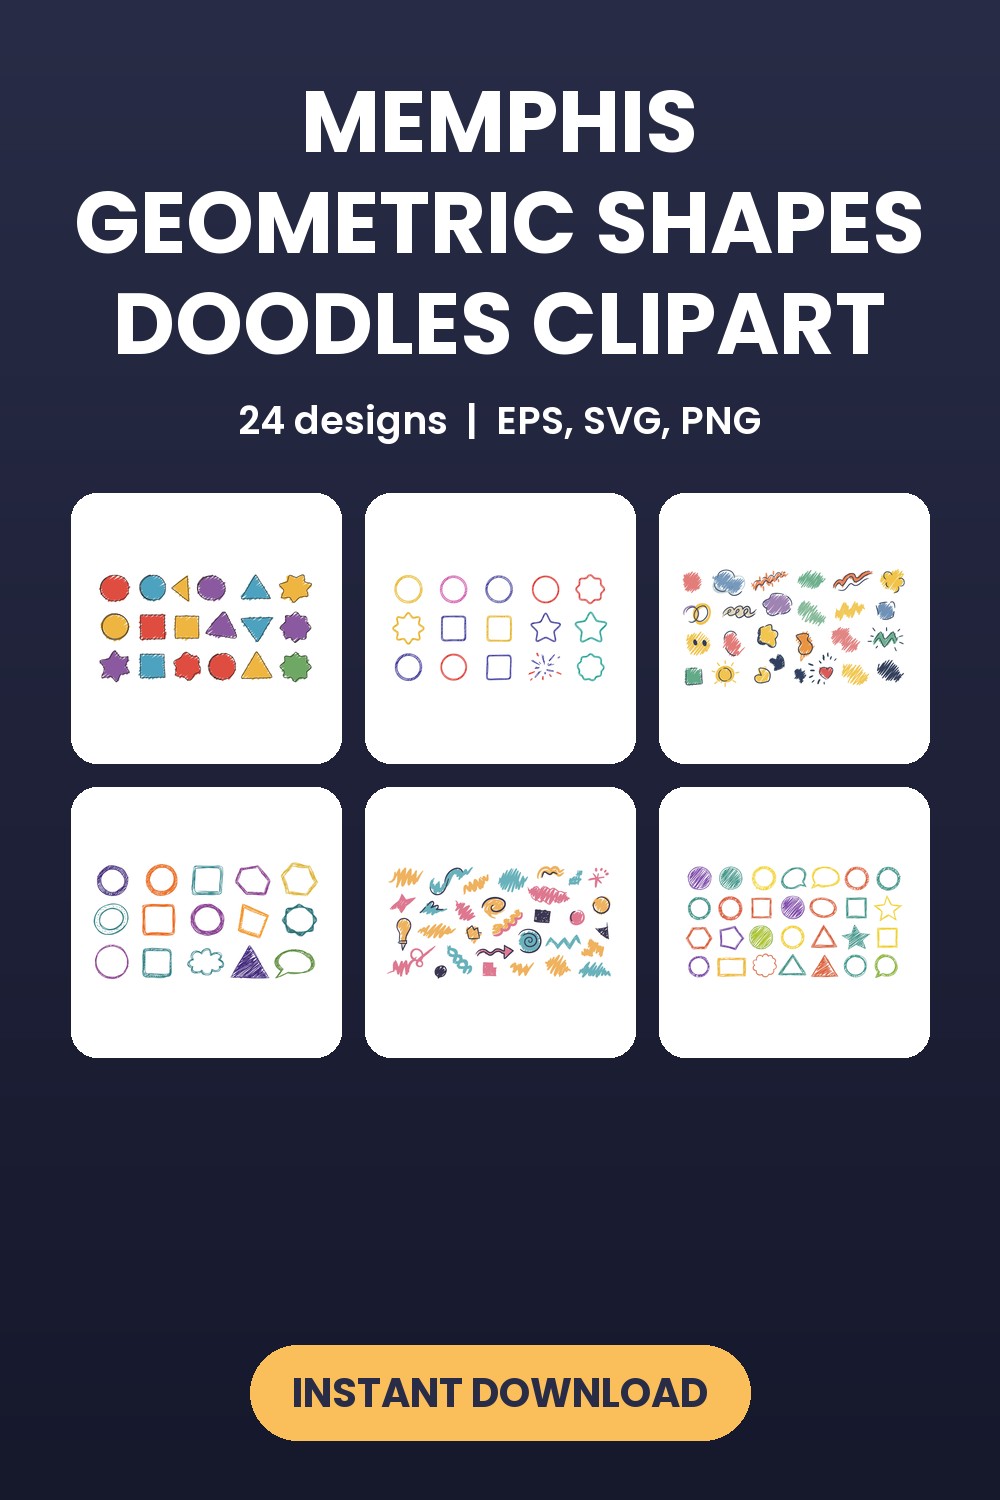 MEMPHIS
GEOMETRIC SHAPES
DOODLES CLIPART
24 designs | EPS, SVG, PNG
INSTANT DOWNLOAD